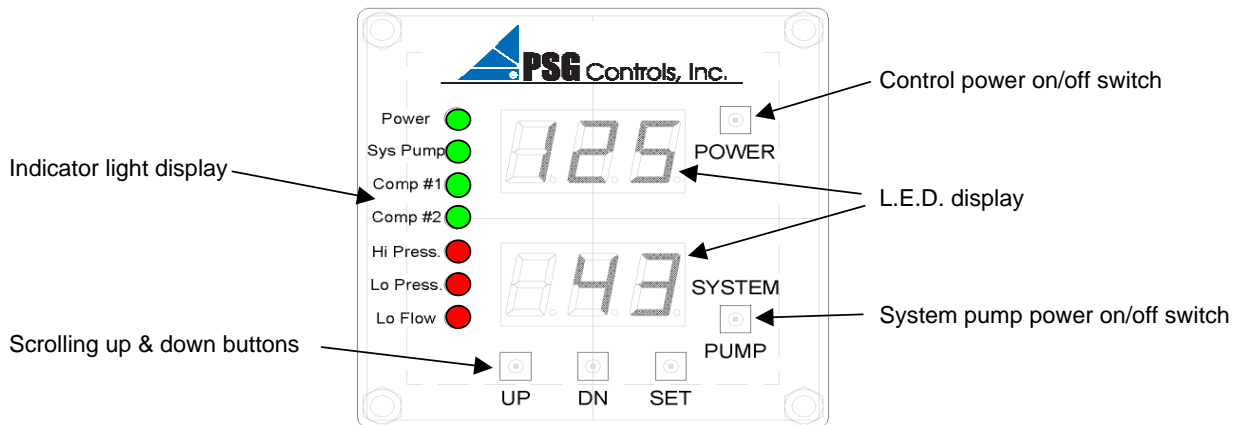 PSG Controls, Inc.
Control power on/off switch
Power
125
POWER
Sys Pump
Indicator light display
Comp #1
L.E.D. display
Comp #2
Hi Press.
43
Lo Press.
SYSTEM
PUMP
Lo Flow
System pump power on/off switch
Scrolling up & down buttons
UP
DN
SET